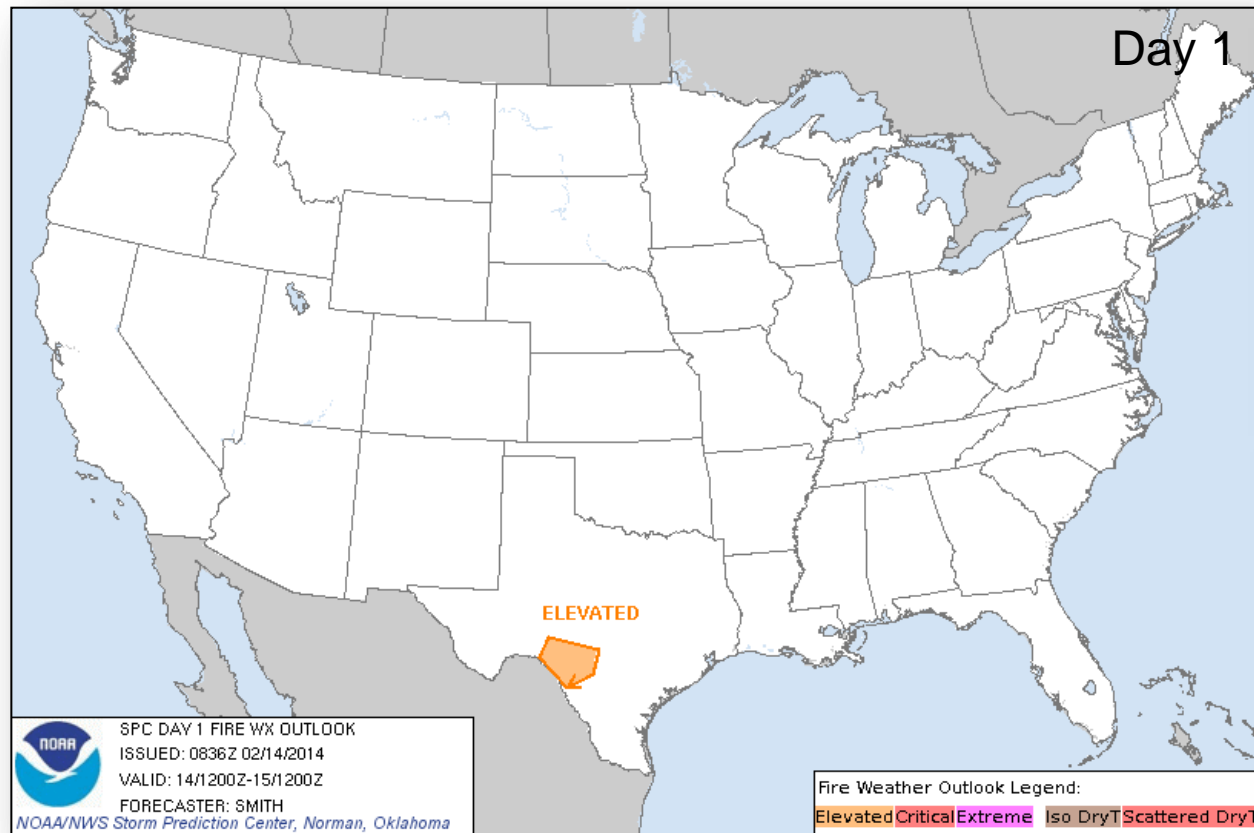 Day 1
ELEVATED
NOAA
SPC DAY 1 FIRE WX OUTLOOK
ISSUED: 0836Z 02/14/2014
VALID: 14/1200Z-15/1200Z
FORECASTER: SMITH
NOAA/NWS Storm Prediction Center, Norman, Oklahoma
Fire Weather Outlook Legend:
Elevated Critical Extreme Iso DryT Scattered DryT